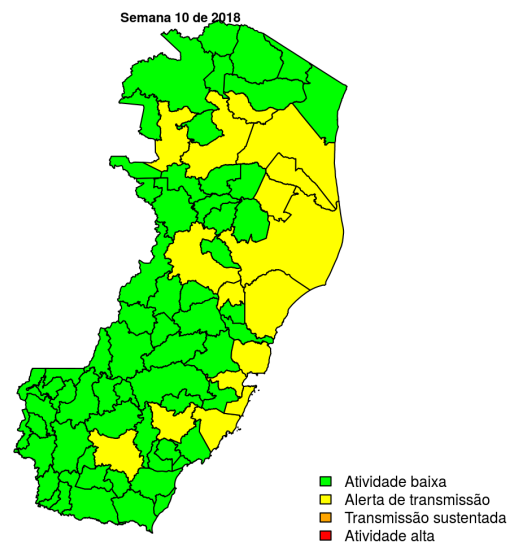 Semana 10 de 2018
Atividade baixa
Alerta de transmissão
Transmissão sustentada
Atividade alta